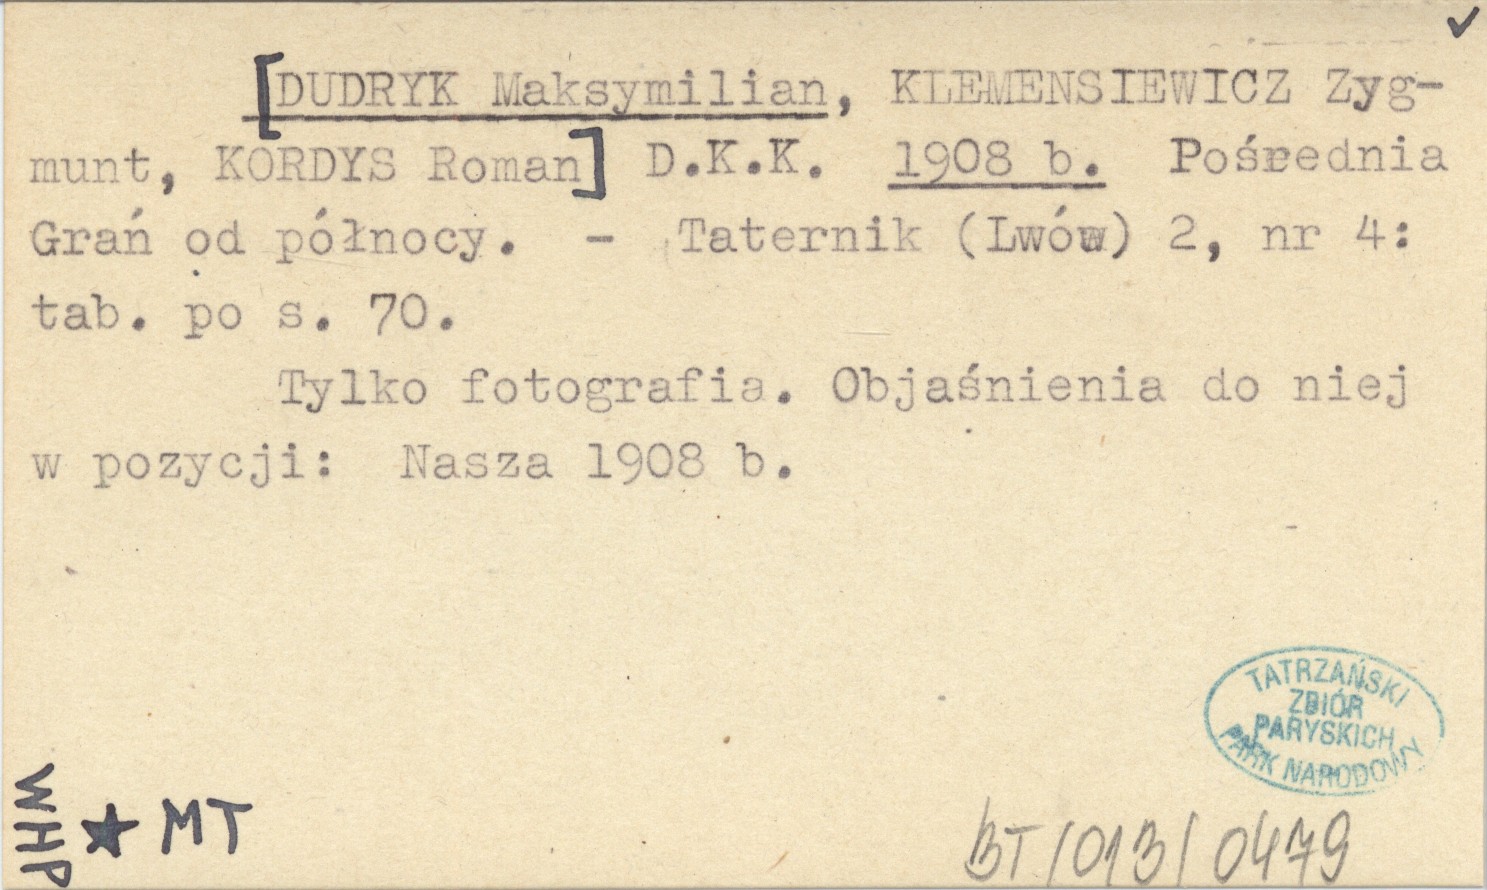 ✓
[DUDRYK Maksymilian, KLEMENSIEWICZ Zyg-
munt, KORDYS Roman] D.K.K. 1908 b. Pośrednia
Grań od północy. - Taternik (Lwów) 2, nr 4:
tab. po s. 70.
Tylko fotografia. Objaśnienia do niej
w pozycji: Nasza 1908 b.
TATRZAŃSKI
ZBIÓR
PARYSKICH
PARK NARODOWY
WHP
★ MT
BT/013/0479